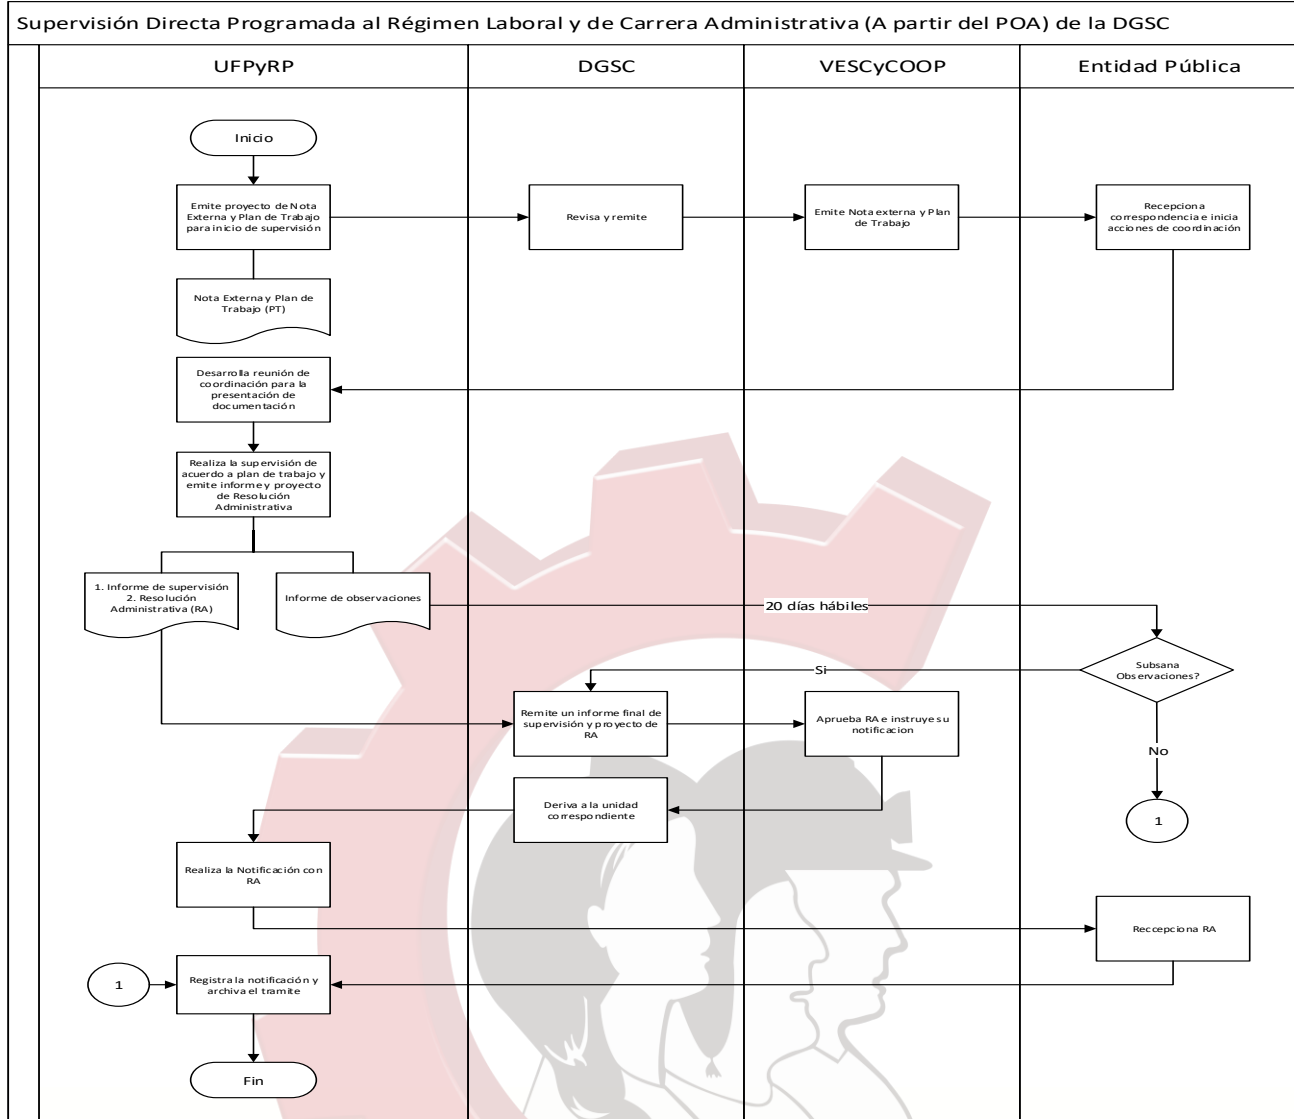 Supervisión Directa Programada al Régimen Laboral y de Carrera Administrativa (A partir del POA) de la DGSC
UFPyRP
DGSC
VESCyCOOP
Entidad Pública
Inicio
Emite proyecto de Nota
Externa y Plan de Trabajo
para inicio de supervisión
Revisa y remite
Emite Nota externa y Plan
de Trabajo
Recepciona
correspondencia e inicia
acciones de coordinación
Nota Externa y Plan de
Trabajo (PT)
Desarrolla reunión de
coordinación para la
presentación de
documentación
Realiza la supervisión de
acuerdo a plan de trabajo y
emite informe y proyecto
de Resolución
Administrativa
1. Informe de supervisión
2. Resolución
Administrativa (RA)
Informe de observaciones
20 días hábiles
Subsana
Observaciones?
Si
Remite un informe final de
supervisión y proyecto de
RA
Aprueba RA e instruye su
notificacion
No
Deriva a la unidad
correspondiente
1
Realiza la Notificación con
RA
Reccepciona RA
1
Registra la notificación y
archiva el tramite
Fin